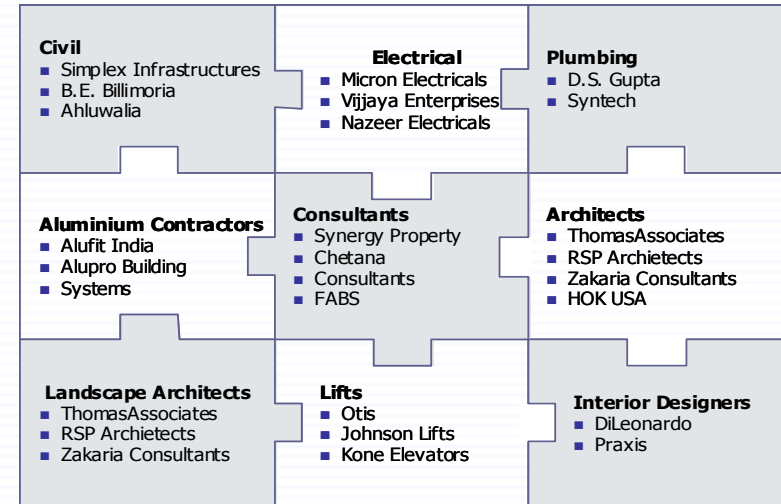 Civil
Simplex Infrastructures
B.E. Billimoria
Ahluwalia
Electrical
Micron Electricals
Vijjaya Enterprises
Nazeer Electricals
Plumbing
D.S. Gupta
Syntech
Aluminium Contractors
Alufit India
Alupro Building
Systems
Consultants
Synergy Property
Chetana
Consultants
FABS
Architects
ThomasAssociates
RSP Archietects
Zakaria Consultants
HOK USA
Landscape Architects
ThomasAssociates
RSP Archietects
Zakaria Consultants
Lifts
Otis
Johnson Lifts
Kone Elevators
Interior Designers
DiLeonardo
Praxis